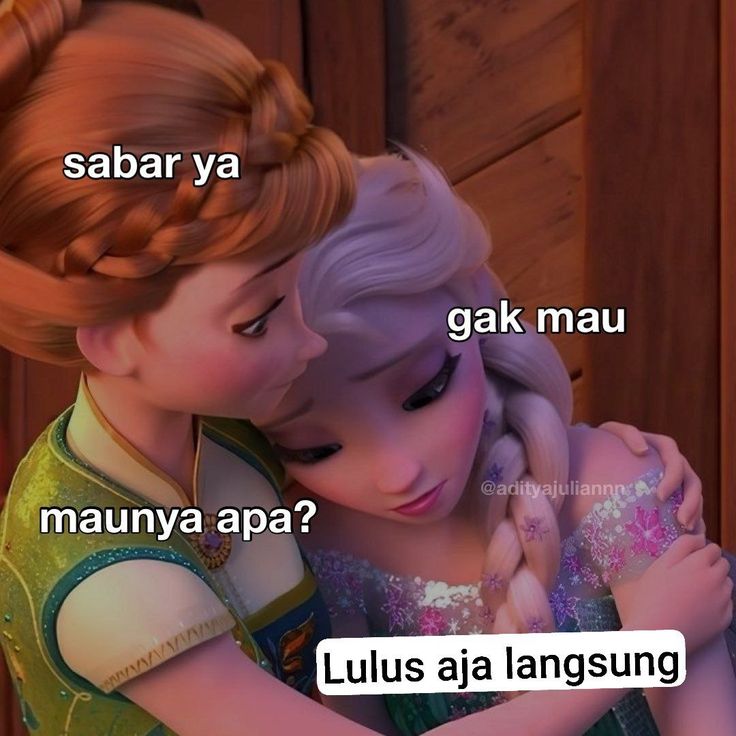 sabar ya
gak mau
@adityajuliannn
maunya apa?
Lulus aja langsung